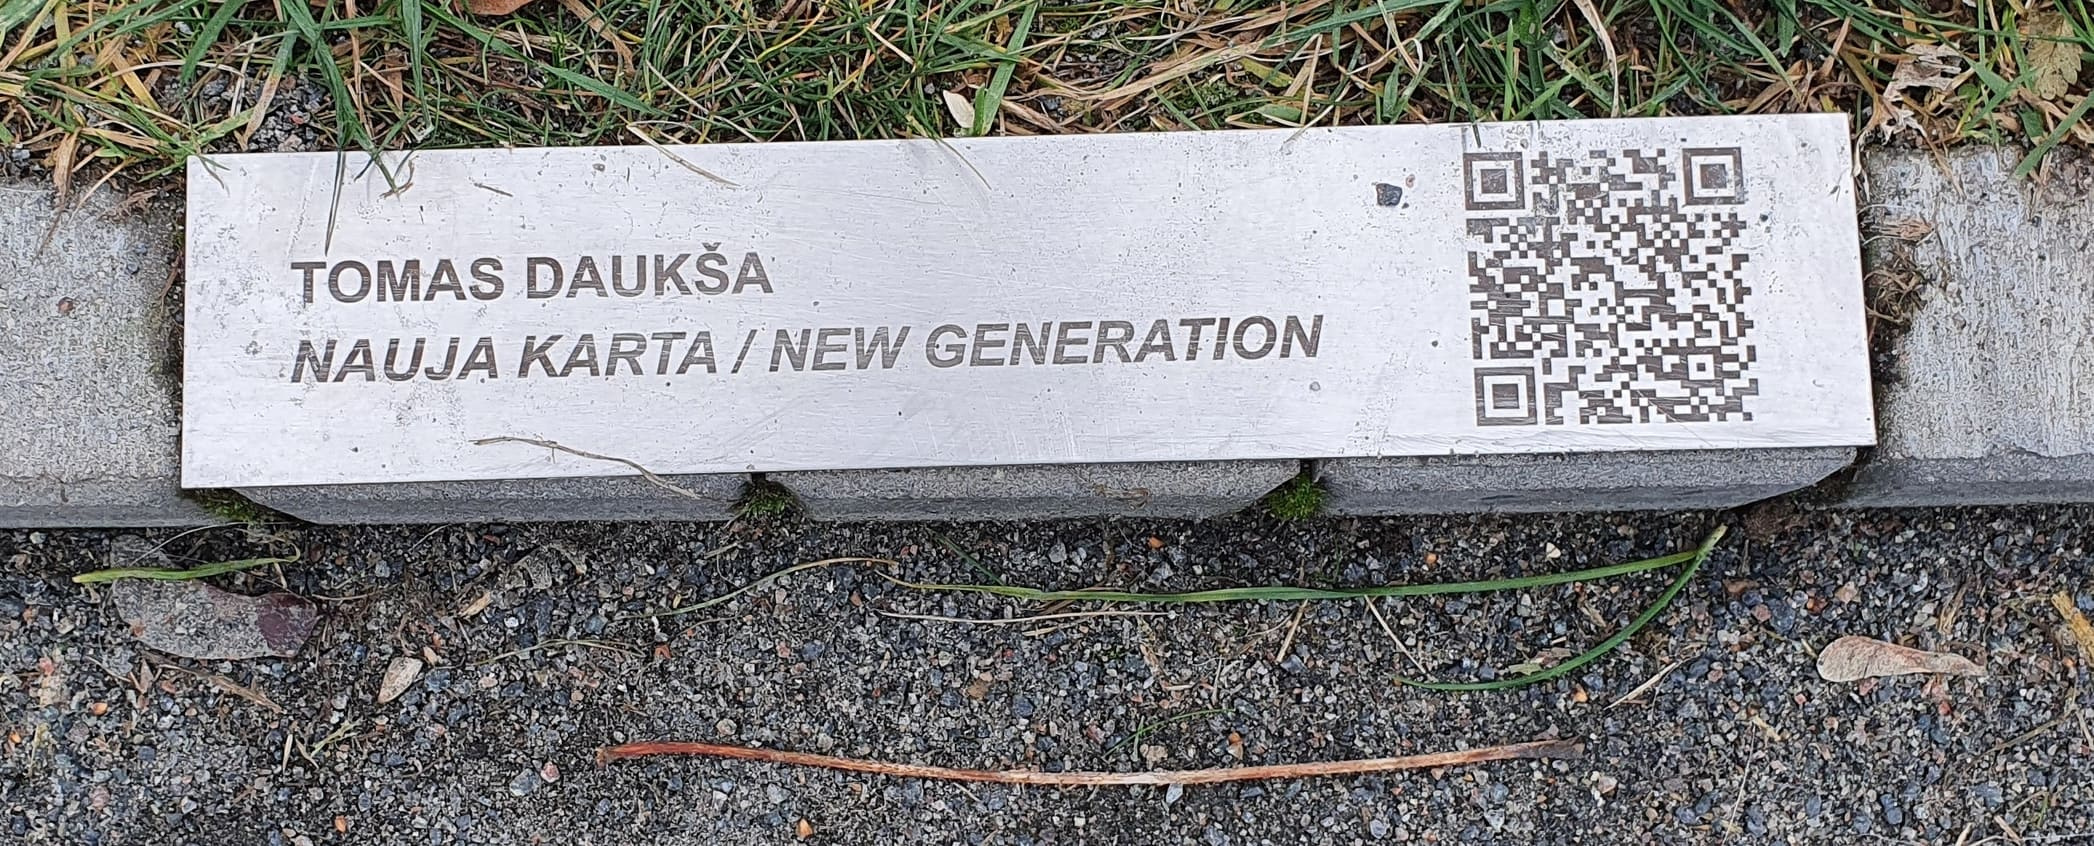 TOMAS DAUKŠA
NAUJA KARTA / NEW GENERATION